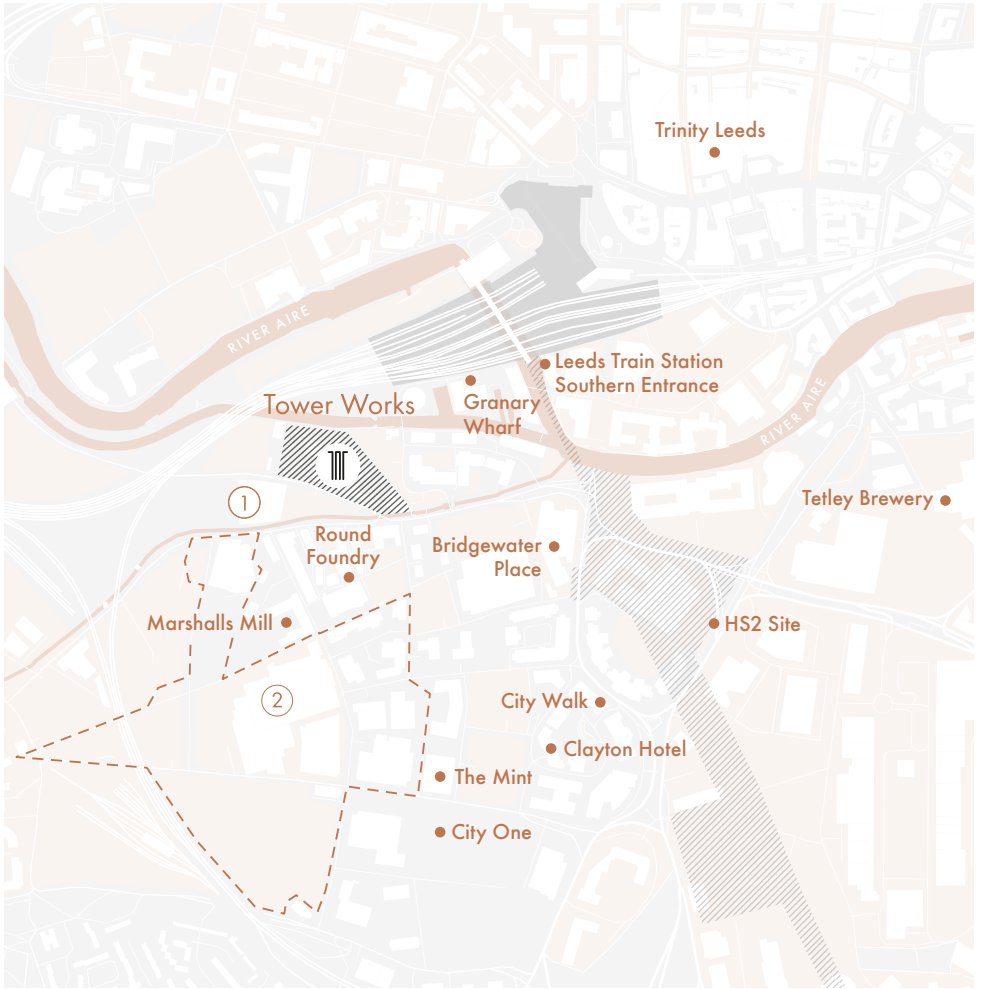 Trinity Leeds
RIVER AIRE
Leeds Train Station
Southern Entrance
Granary
Wharf
Tower Works
RIVER AIRE
1
Tetley Brewery
Round
Foundry
Bridgewater
Place
Marshalls Mill
HS2 Site
2
City Walk
Clayton Hotel
The Mint
City One